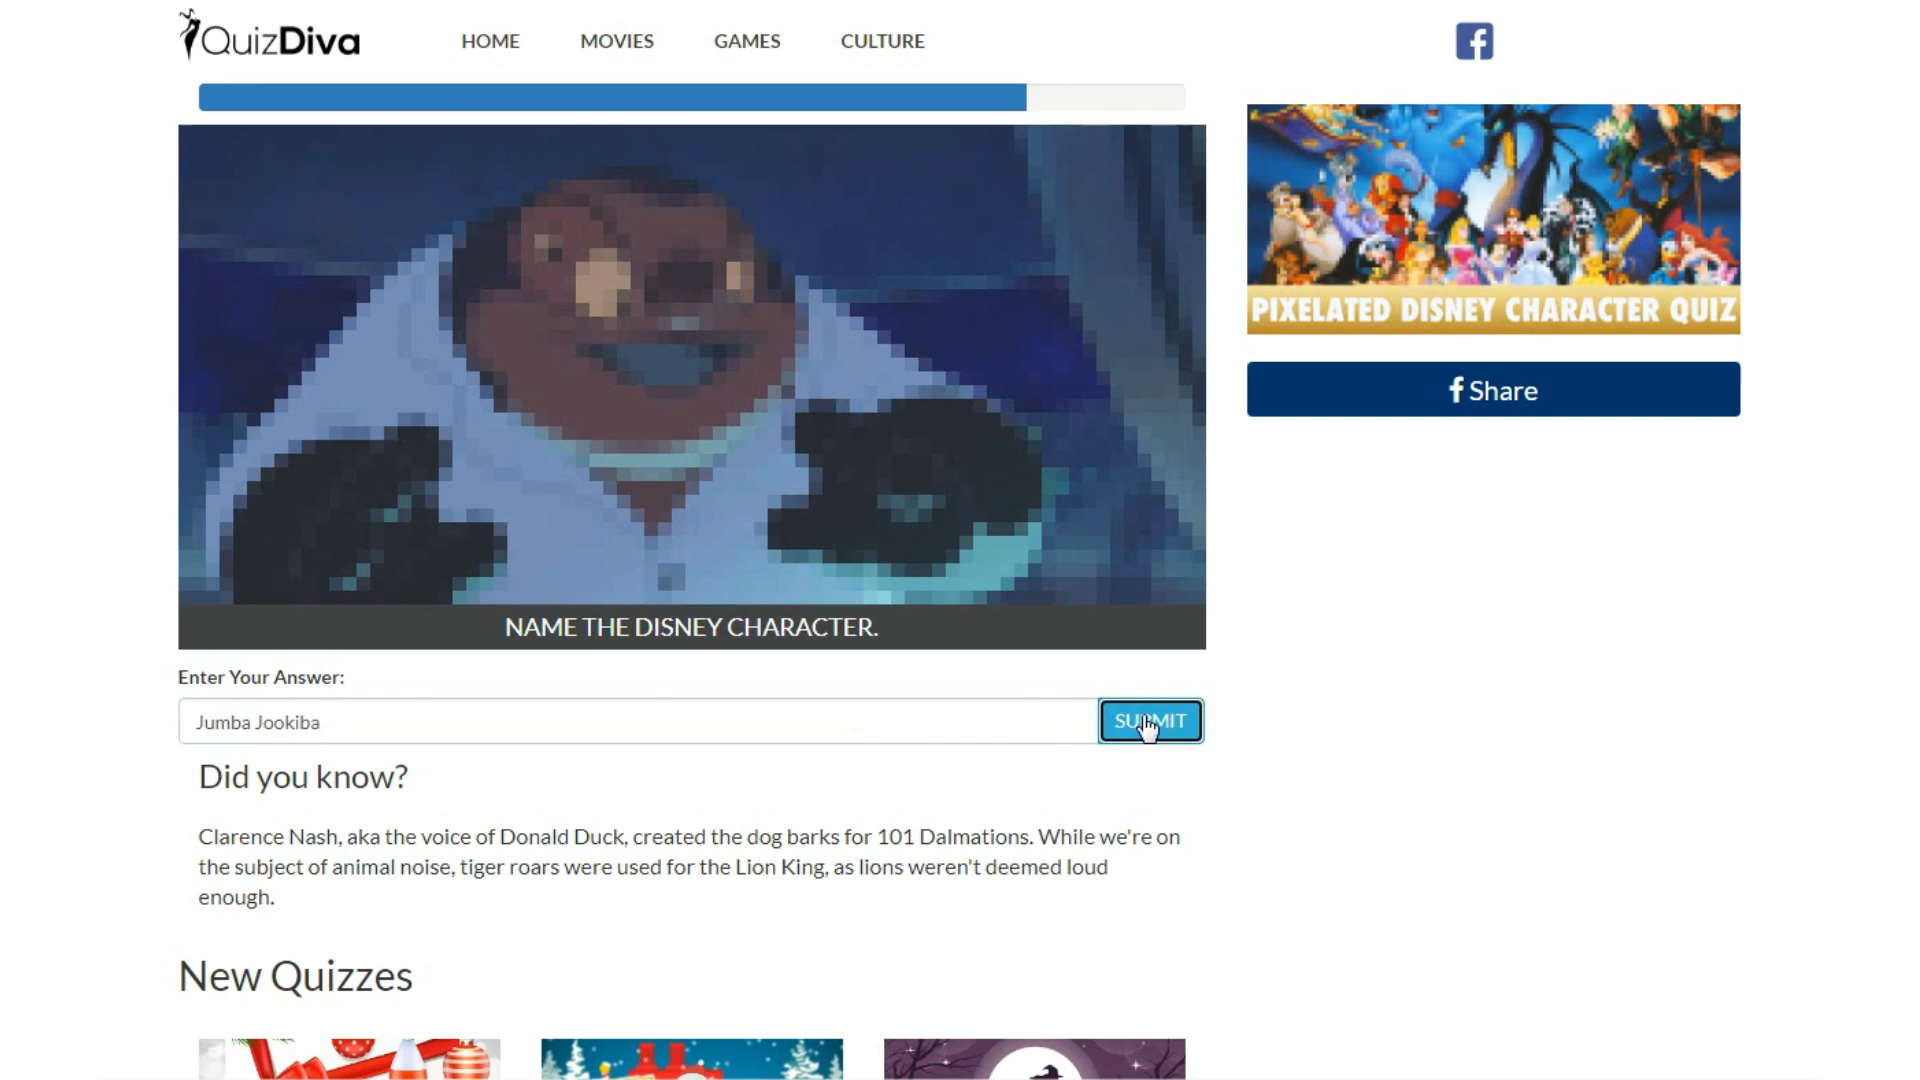 QuizDiva
HOME
MOVIES
GAMES
CULTURE
PIXELATED DISNEY CHARACTER QUIZ
Share
NAME THE DISNEY CHARACTER.
Enter Your Answer:
Jumba Jookiba
SUBMIT
Did you know?
Clarence Nash, aka the voice of Donald Duck, created the dog barks for 101 Dalmations. While we're on
the subject of animal noise, tiger roars were used for the Lion King, as lions weren't deemed loud
enough.
New Quizzes